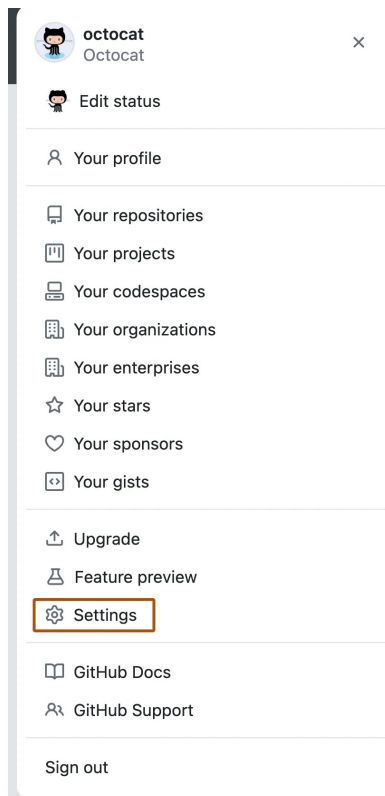 octocat
Octocat
Edit status
Your profile
Your repositories
Your projects
Your codespaces
Your organizations
Your enterprises
Your stars
Your sponsors
Your gists
Upgrade
Feature preview
Settings
GitHub Docs
GitHub Support
Sign out